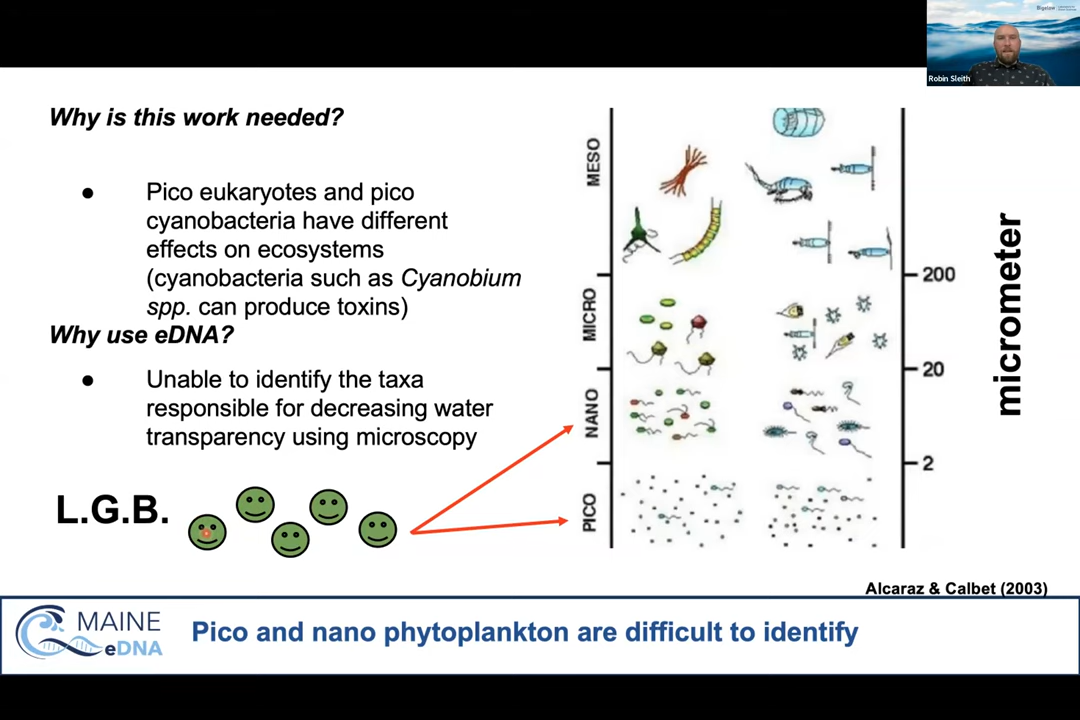 Bigelow
Robin Sleith
Why is this work needed?
● Pico eukaryotes and pico
cyanobacteria have different
effects on ecosystems
(cyanobacteria such as Cyanobium
spp. can produce toxins)
Why use eDNA?
● Unable to identify the taxa
responsible for decreasing water
transparency using microscopy
L.G.B.
MESO
200
MICRO
20
NANO
2
PICO
micrometer
Alcaraz & Calbet (2003)
MAINE
eDNA
Pico and nano phytoplankton are difficult to identify